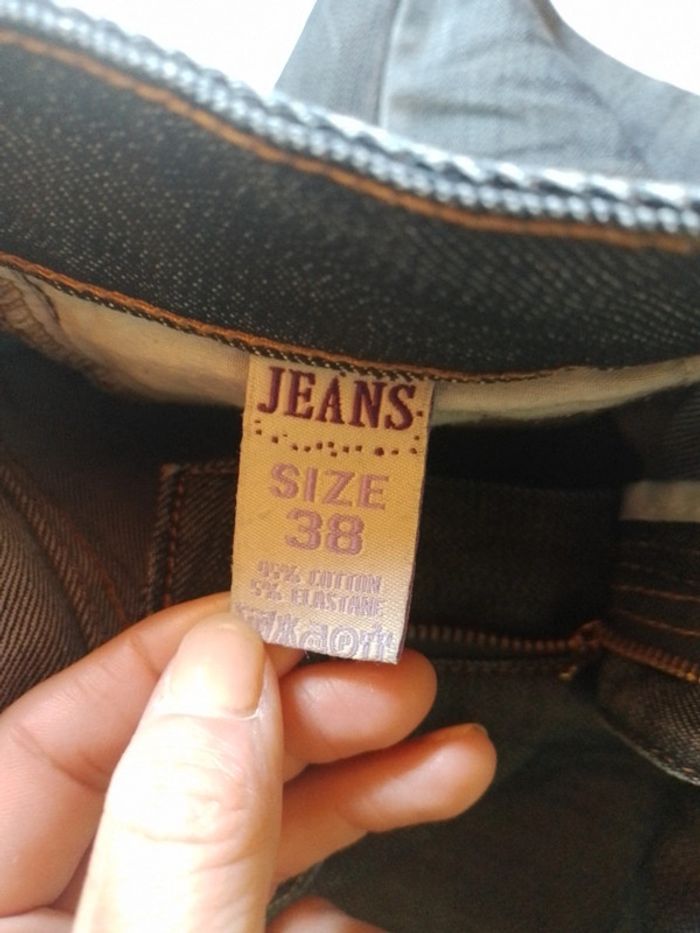 JEANS
SIZE
38
95% COTTON
5% ELASTANE